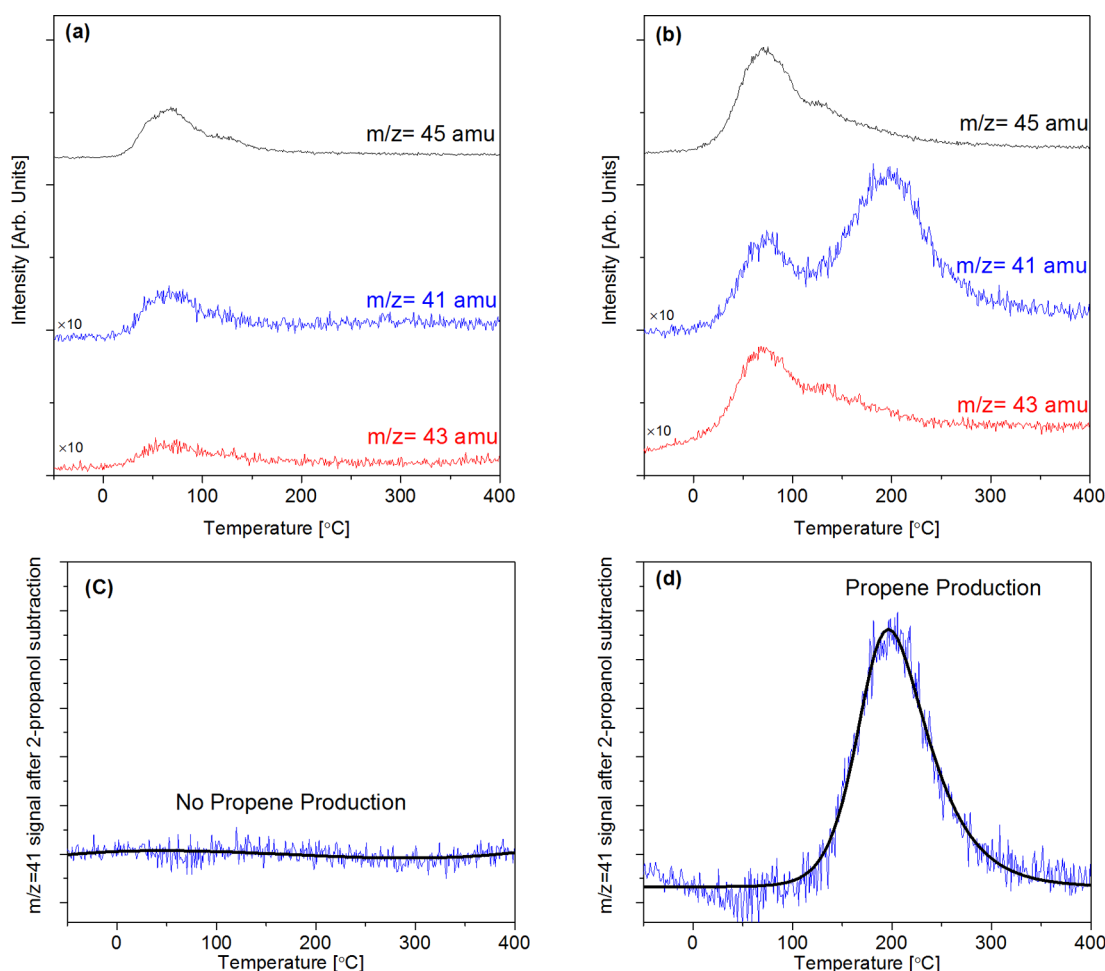 (a)
m/z= 45 amu
m/z= 41 amu
×10
m/z= 43 amu
×10
Intensity [Arb. Units]
0 100 200 300 400
Temperature [°C]
(b)
m/z= 45 amu
m/z= 41 amu
×10
m/z= 43 amu
×10
Intensity [Arb. Units]
0 100 200 300 400
Temperature [°C]
(C)
No Propene Production
m/z=41 signal after 2-propanol subtraction
0 100 200 300 400
Temperature [°C]
(d)
Propene Production
m/z=41 signal after 2-propanol subtraction
0 100 200 300 400
Temperature [°C]